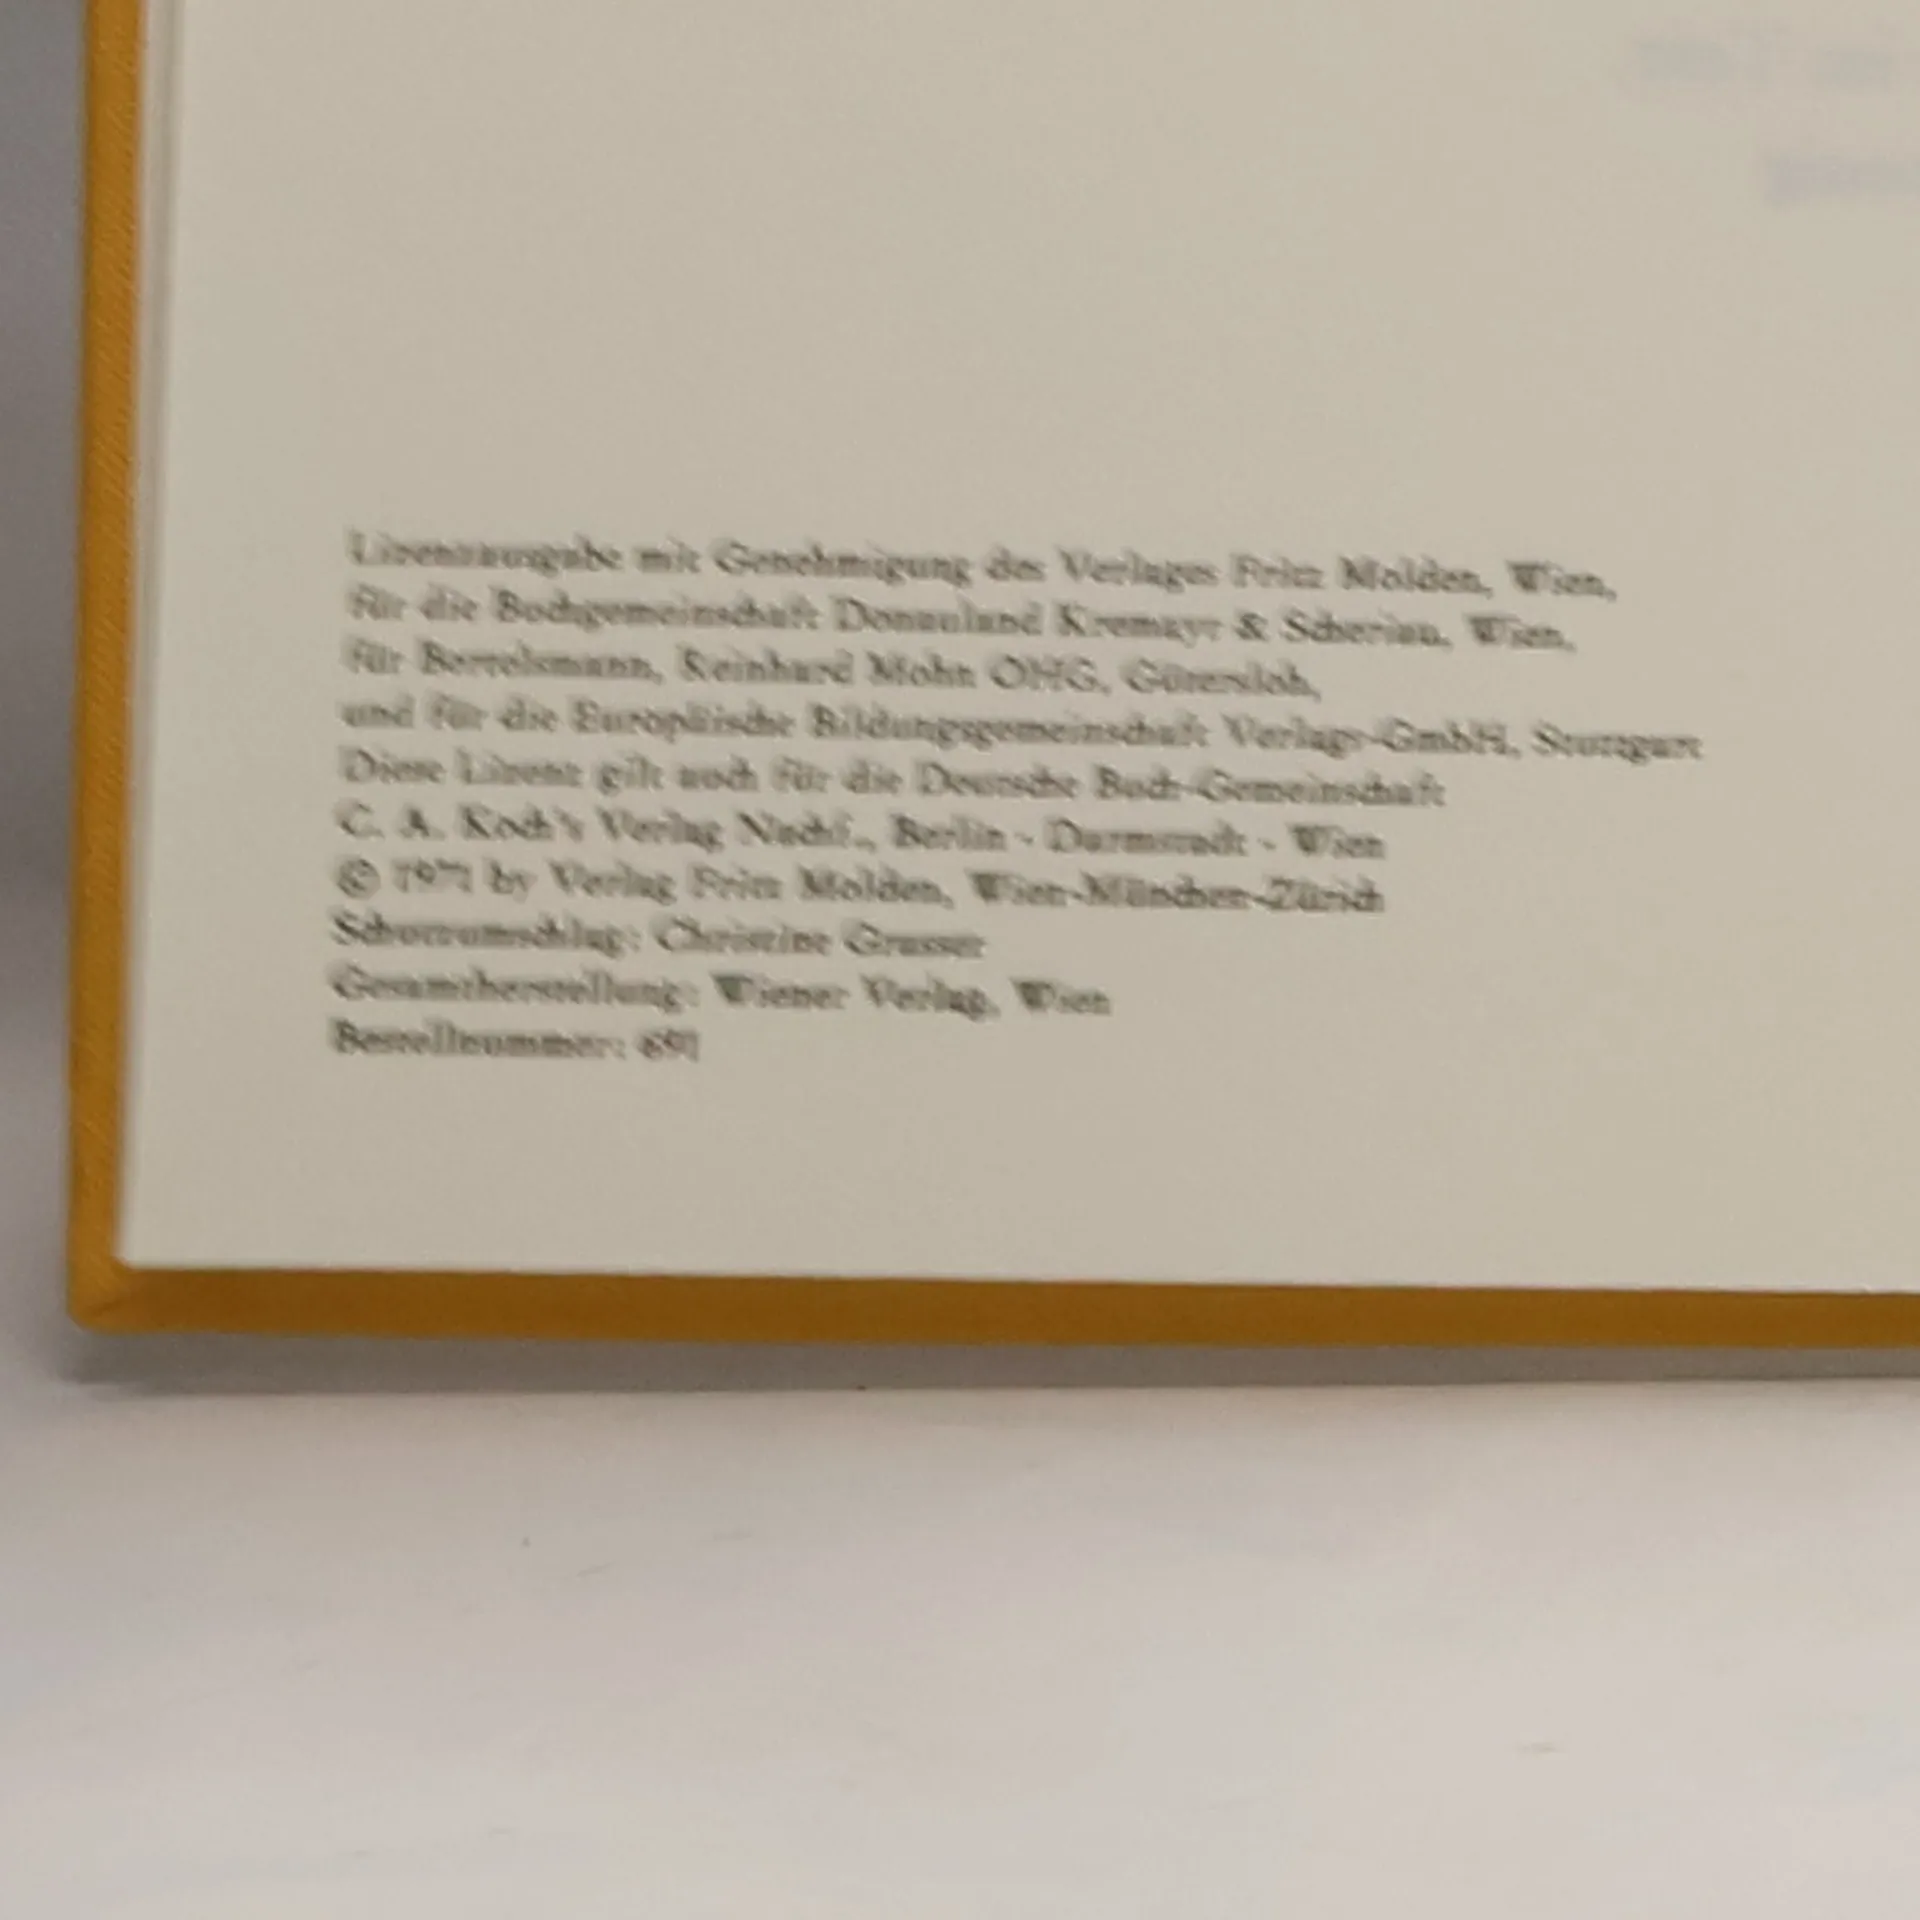 Lizenzausgabe mit Genehmigung des Verlages Fritz Molden, Wien,
für die Buchgemeinschaft Donauland Kremayr & Scheriau, Wien,
für Bertelsmann, Reinhard Mohn OHG, Gütersloh,
und für die Europäische Bildungsgemeinschaft Verlags-GmbH, Stuttgart
Diese Lizenz gilt auch für die Deutsche Buch-Gemeinschaft
C. A. Koch's Verlag Nachf., Berlin - Darmstadt - Wien
© by Verlag Fritz Molden, Wien-München-Zürich
Schutzumschlag: Christine Grasser
Gesamtherstellung: Wiener Verlag, Wien
Bestellnummer: